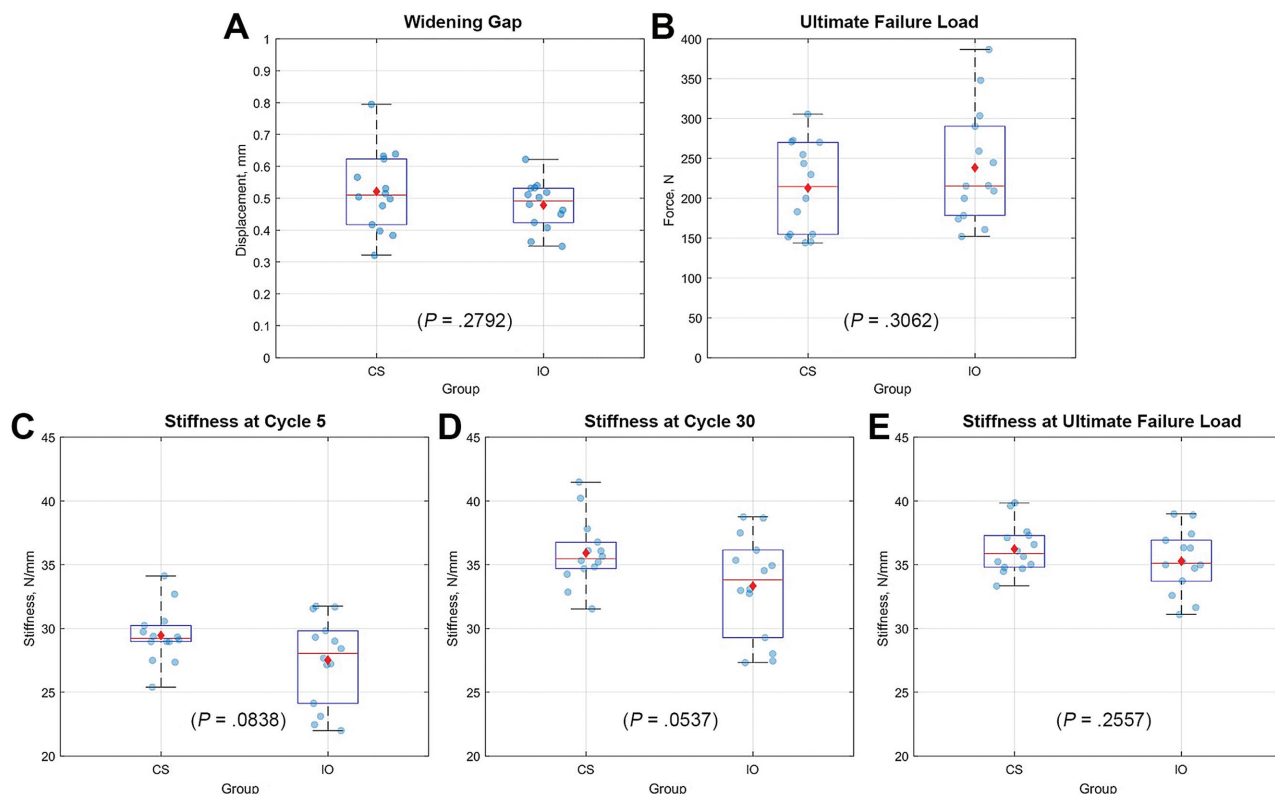 A
Widening Gap
1
0.9
0.8
0.7
0.6
0.5
0.4
0.3
0.2
0.1
0
Displacement, mm
(P = .2792)
CS IO
Group
B
Ultimate Failure Load
400
350
300
250
200
150
100
50
0
Force, N
(P = .3062)
CS IO
Group
C
Stiffness at Cycle 5
45
40
35
30
25
20
Stiffness, N/mm
(P = .0838)
CS IO
Group
D
Stiffness at Cycle 30
45
40
35
30
25
20
Stiffness, N/mm
(P = .0537)
CS IO
Group
E
Stiffness at Ultimate Failure Load
45
40
35
30
25
20
Stiffness, N/mm
(P = .2557)
CS IO
Group